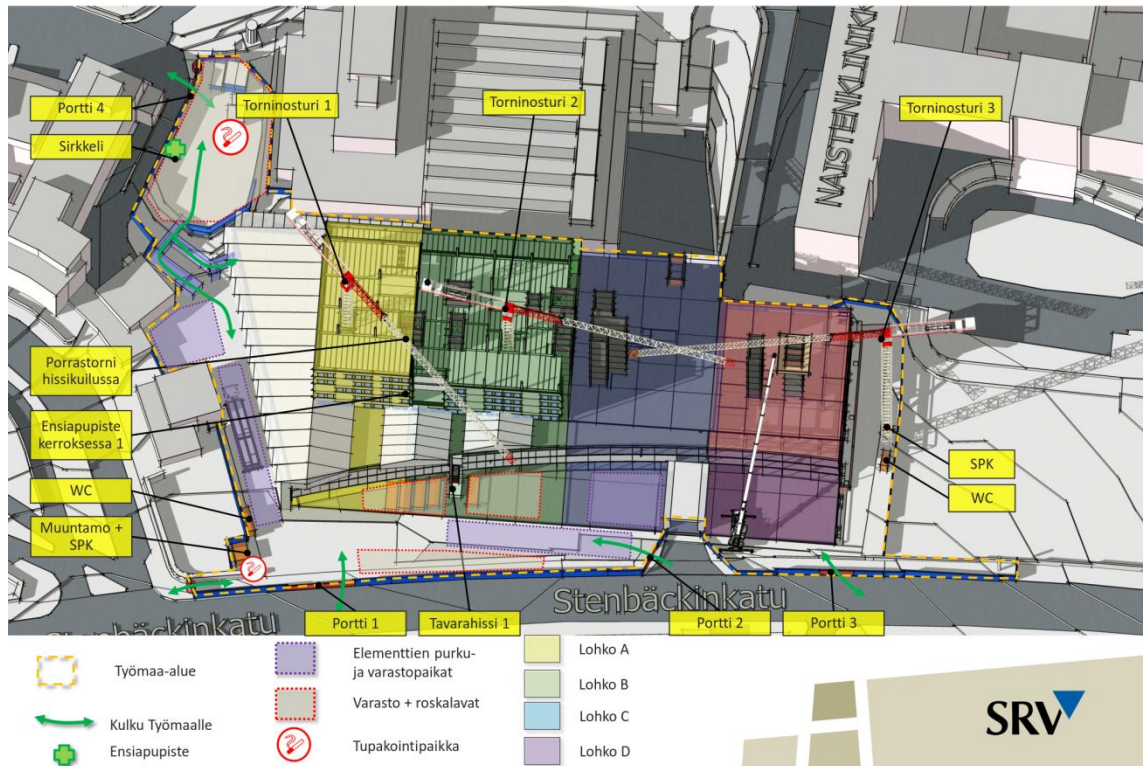 Portti 4
Torninosturi 1
Torninosturi 2
Torninosturi 3
Sirkkeli
NAISTENKLINIKK
Porrastorni
hissikuilussa
Ensiapupiste
kerroksessa 1
WC
Muuntamo +
SPK
SPK
WC
Stenbäckinkatu
Stenbäckinkatu
Portti 1
Tavarahissi 1
Portti 2
Portti 3
Työmaa-alue
Kulku Työmaalle
Ensiapupiste
Elementtien purku-
ja varastopaikat
Varasto + roskalavat
Tupakointipaikka
Lohko A
Lohko B
Lohko C
Lohko D
SRV